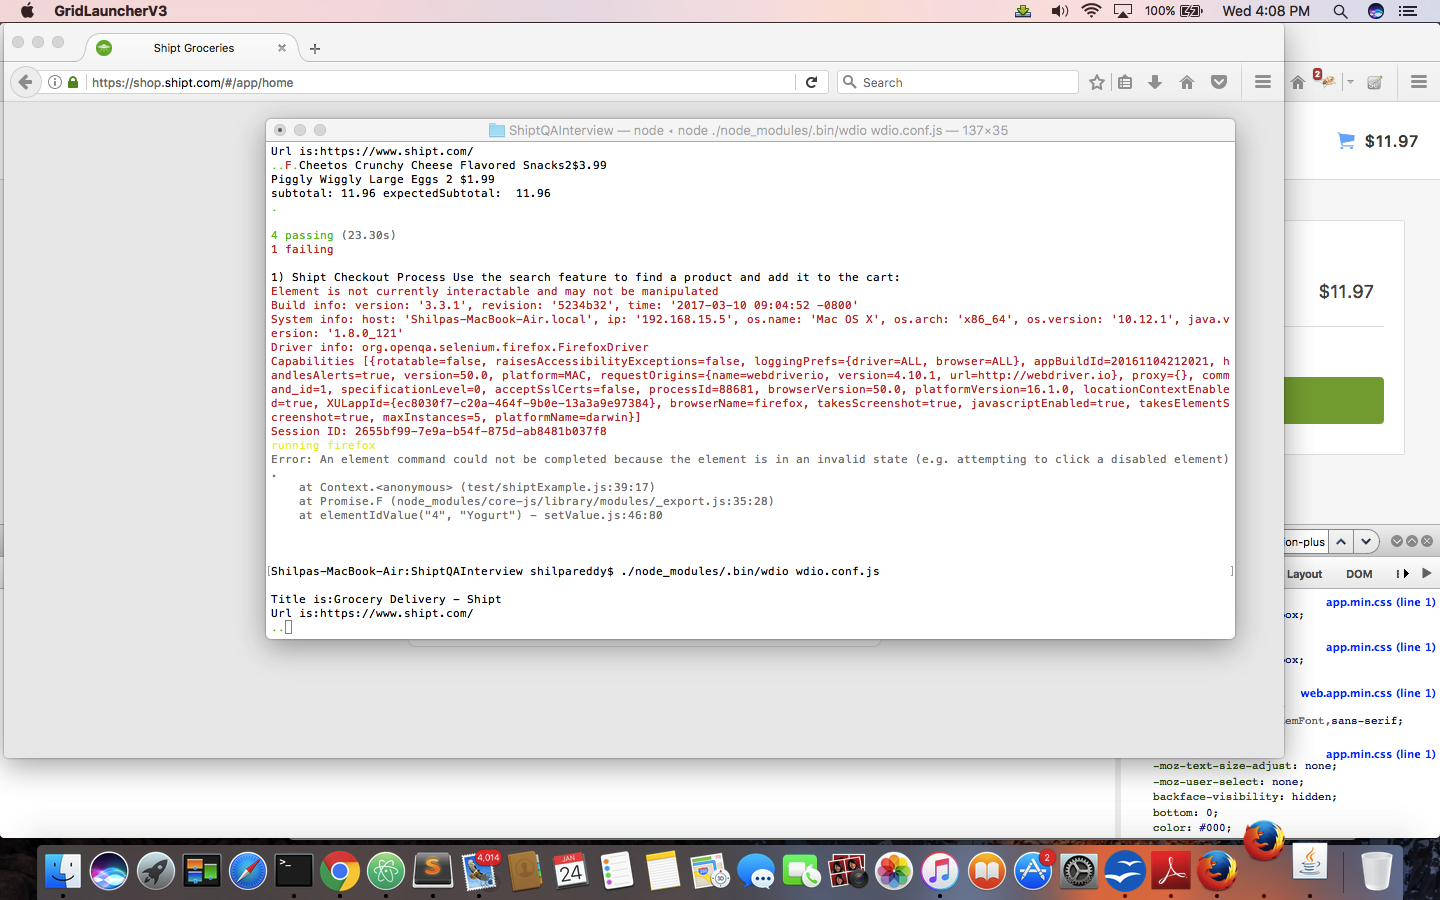 GridLauncherV3
100%
Wed 4:08 PM
Shipt Groceries
https://shop.shipt.com/#/app/home
Search
2
$11.97
ShiptQAInterview — node ◂ node ./node_modules/.bin/wdio wdio.conf.js — 137×35
Url is:https://www.shipt.com/
..F.Cheetos Crunchy Cheese Flavored Snacks2$3.99
Piggly Wiggly Large Eggs 2 $1.99
subtotal: 11.96 expectedSubtotal:  11.96
.
4 passing (23.30s)
1 failing
1) Shipt Checkout Process Use the search feature to find a product and add it to the cart:
Element is not currently interactable and may not be manipulated
Build info: version: '3.3.1', revision: '5234b32', time: '2017-03-10 09:04:52 -0800'
System info: host: 'Shilpas-MacBook-Air.local', ip: '192.168.15.5', os.name: 'Mac OS X', os.arch: 'x86_64', os.version: '10.12.1', java.v
ersion: '1.8.0_121'
Driver info: org.openqa.selenium.firefox.FirefoxDriver
Capabilities [{rotatable=false, raisesAccessibilityExceptions=false, loggingPrefs={driver=ALL, browser=ALL}, appBuildId=20161104212021, h
andlesAlerts=true, version=50.0, platform=MAC, requestOrigins={name=webdriverio, version=4.10.1, url=http://webdriver.io}, proxy={}, comm
and_id=1, specificationLevel=0, acceptSslCerts=false, processId=88681, browserVersion=50.0, platformVersion=16.1.0, locationContextEnable
d=true, XULappId={ec8030f7-c20a-464f-9b0e-13a3a9e97384}, browserName=firefox, takesScreenshot=true, javascriptEnabled=true, takesElementS
creenshot=true, maxInstances=5, platformName=darwin}]
Session ID: 2655bf99-7e9a-b54f-875d-ab8481b037f8
running firefox
Error: An element command could not be completed because the element is in an invalid state (e.g. attempting to click a disabled element)
.
at Context.<anonymous> (test/shiptExample.js:39:17)
at Promise.F (node_modules/core-js/library/modules/_export.js:35:28)
at elementIdValue("4", "Yogurt") - setValue.js:46:80
[Shilpas-MacBook-Air:ShiptQAInterview shilpareddy$ ./node_modules/.bin/wdio wdio.conf.js ]
Title is:Grocery Delivery - Shipt
Url is:https://www.shipt.com/
..
$11.97
ion-plus
Layout DOM
app.min.css (line 1)
ox;
app.min.css (line 1)
ox;
web.app.min.css (line 1)
emFont,sans-serif;
app.min.css (line 1)
-moz-text-size-adjust: none;
-moz-user-select: none;
backface-visibility: hidden;
bottom: 0;
color: #000;
4,014
JAN
24
2